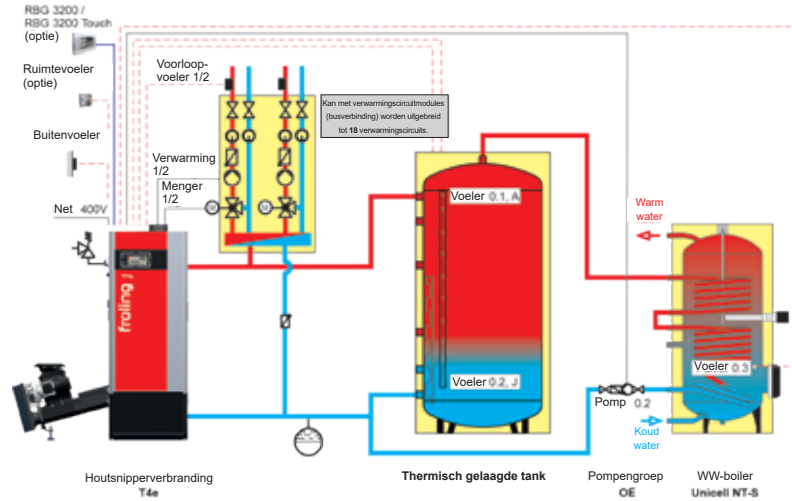 RBG 3200 /
RBG 3200 Touch
(optie)
Ruimtevoeler
(optie)
Buitenvoeler
Net 400V
Voorloop-
voeler 1/2
Verwarming
1/2
Menger
1/2
M
M
Kan met verwarmingscircuitmodules
(busverbinding) worden uitgebreid
tot 18 verwarmingscircuits.
froling
Voeler 0.1, A
Voeler 0.2, J
Warm
water
Voeler 0.3
Pomp 0.2
Koud
water
Houtsnipperverbranding
T4e
Thermisch gelaagde tank
Pompengroep
OE
WW-boiler
Unicell NT-S